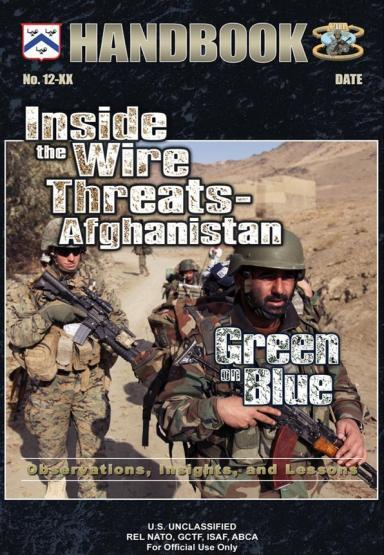 HANDBOOK
No. 12-XX
DATE
Inside
the Wire
Threats-
Afghanistan
Green
on
Blue
Observations, Insights, and Lessons
U.S. UNCLASSIFIED
REL NATO, GCTF, ISAF, ABCA
For Official Use Only